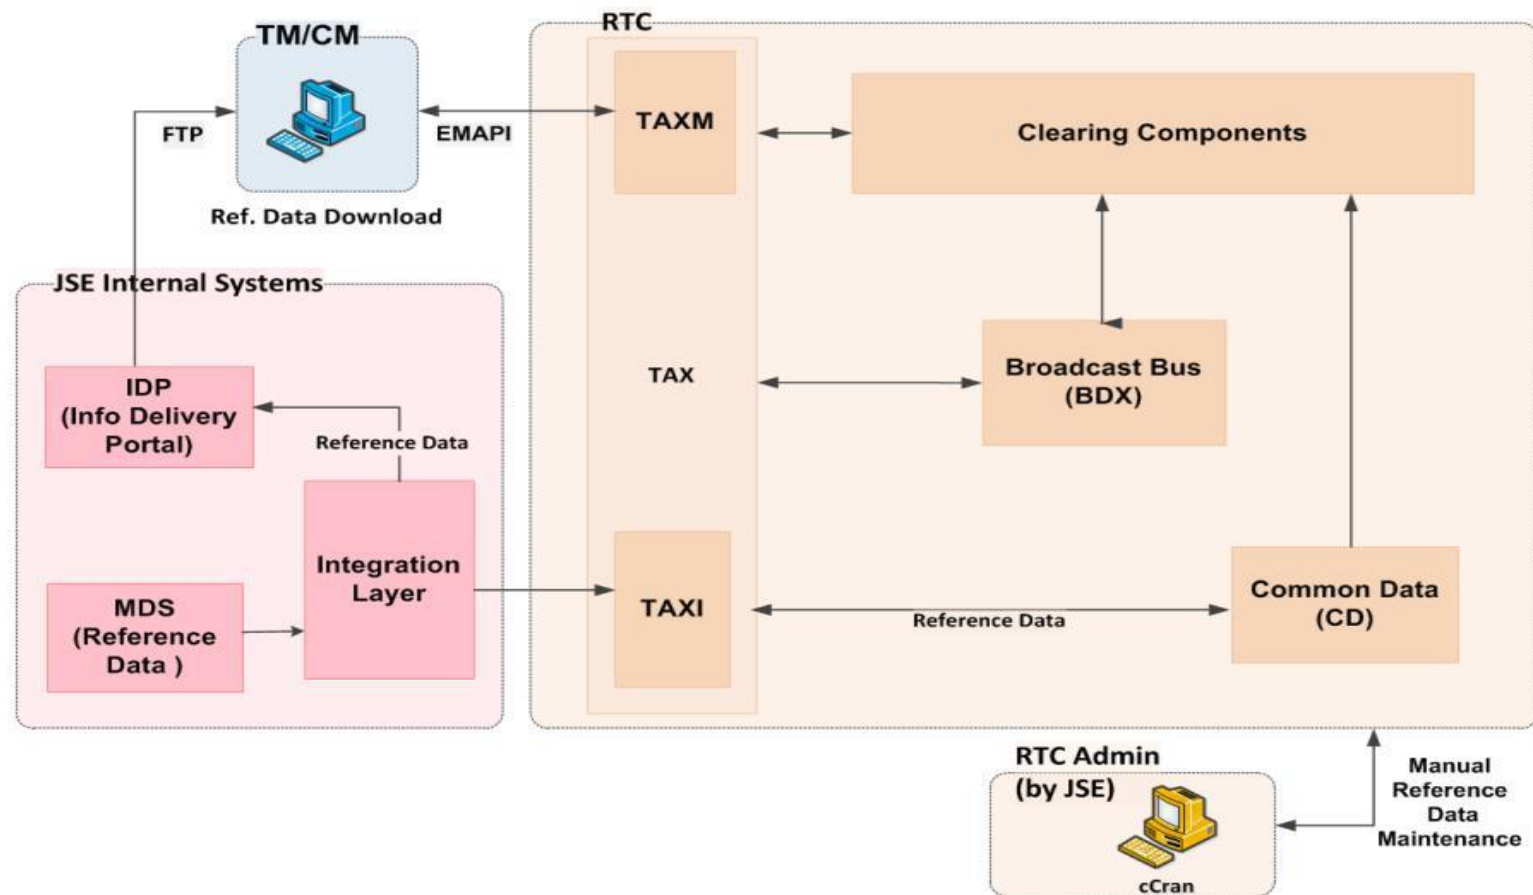 TM/CM
RTC
FTP
EMAPI
TAXM
Clearing Components
Ref. Data Download
JSE Internal Systems
IDP
(Info Delivery
Portal)
Reference Data
TAX
Broadcast Bus
(BDX)
MDS
(Reference
Data )
Integration
Layer
TAXI
Reference Data
Common Data
(CD)
RTC Admin
(by JSE)
cCran
Manual
Reference
Data
Maintenance